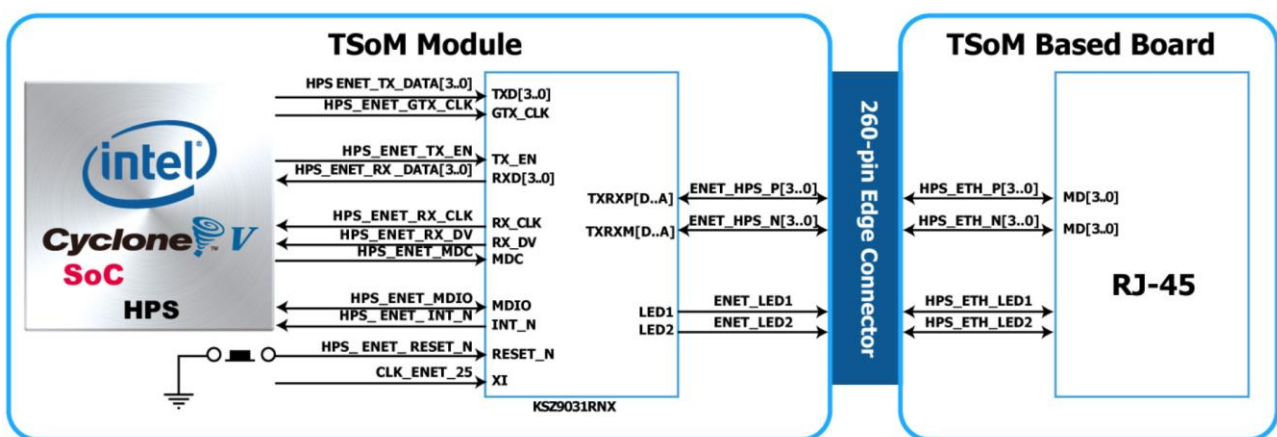 TSoM Module
TSoM Based Board
intel®
Cyclone™ V
SoC
HPS
HPS ENET_TX_DATA[3..0]
HPS_ENET_GTX_CLK
HPS_ENET_TX_EN
HPS_ENET_RX _DATA[3..0]
HPS_ENET_RX_CLK
HPS_ENET_RX_DV
HPS_ENET_MDC
HPS_ENET_MDIO
HPS_ENET_INT_N
HPS_ ENET_ RESET_N
CLK_ENET_25
TXD[3..0]
GTX_CLK
TX_EN
RXD[3..0]
RX_CLK
RX_DV
MDC
MDIO
INT_N
RESET_N
XI
TXRXP[D..A]
TXRXM[D..A]
LED1
LED2
KSZ9031RNX
ENET_HPS_P[3..0]
ENET_HPS_N[3..0]
ENET_LED1
ENET_LED2
260-pin Edge Connector
HPS_ETH_P[3..0]
HPS_ETH_N[3..0]
HPS_ETH_LED1
HPS_ETH_LED2
MD[3..0]
MD[3..0]
RJ-45